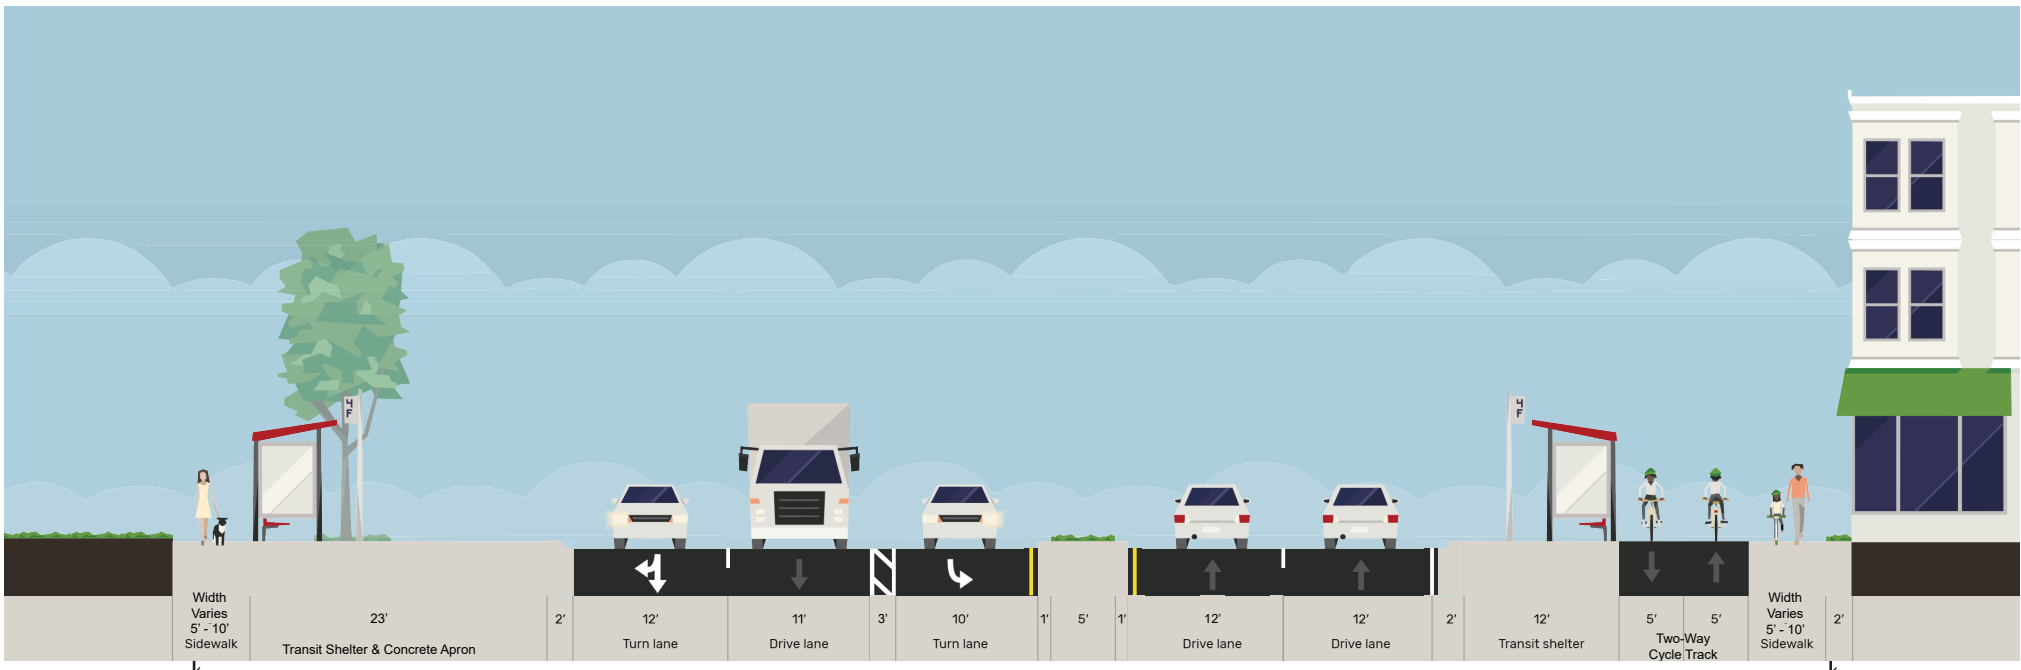 4
F
4
F
Width
Varies
5’ - 10’
Sidewalk
23’
Transit Shelter & Concrete Apron
2’
12’
Turn lane
11’
Drive lane
3’
10’
Turn lane
1’
5’
1’
12’
Drive lane
12’
Drive lane
2’
12’
Transit shelter
5’
5’
Two-Way
Cycle Track
Width
Varies
5’ - 10’
Sidewalk
2’